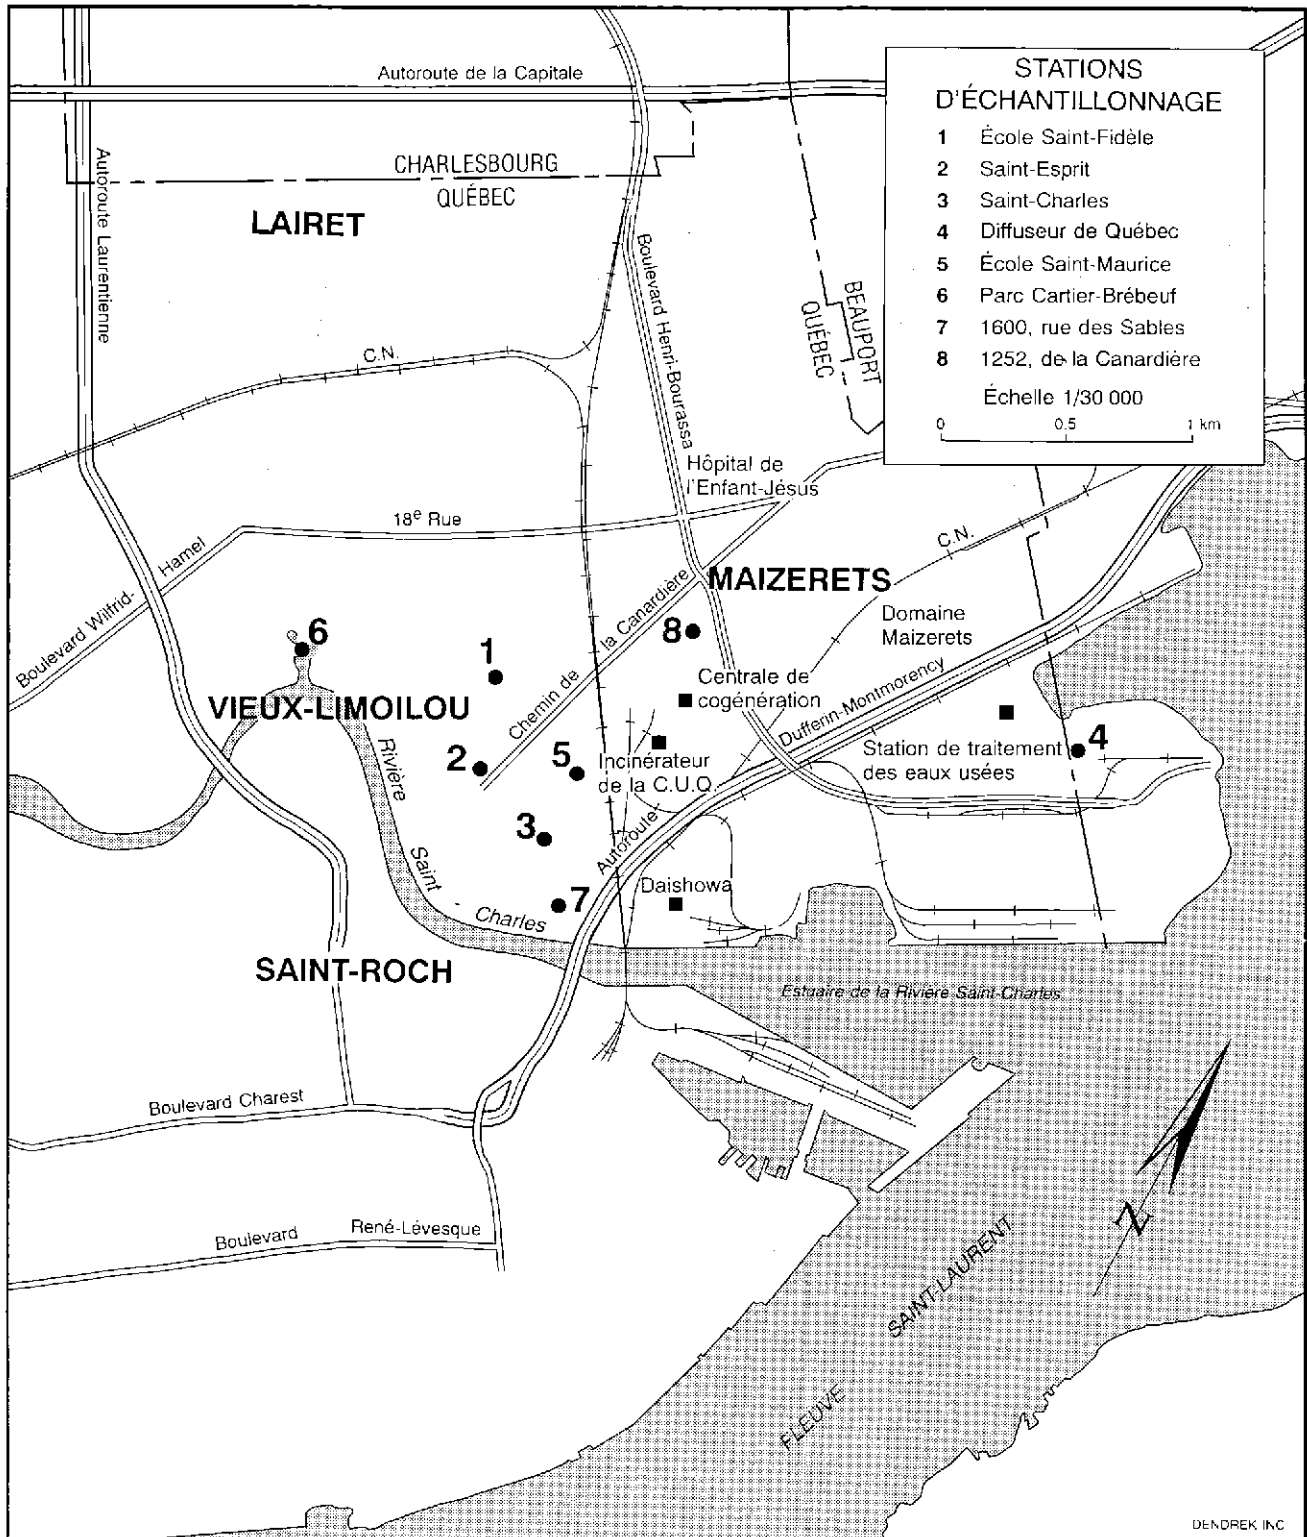 Autoroute de la Capitale
STATIONS
D'ÉCHANTILLONNAGE
1 École Saint-Fidèle
2 Saint-Esprit
3 Saint-Charles
4 Diffuseur de Québec
5 École Saint-Maurice
6 Parc Cartier-Brébeuf
7 1600, rue des Sables
8 1252, de la Canardière
Échelle 1/30 000
0 0.5 1 km
Autoroute Laurentienne
CHARLESBOURG
QUÉBEC
LAIRET
Boulevard Henri-Bourassa
BEAUPORT
QUÉBEC
C.N.
Hôpital de
l'Enfant-Jésus
18e Rue
C.N.
Boulevard Wilfrid-Hamel
MAIZERETS
Chemin de la Canardière
Domaine
Maizerets
6
8
1
Centrale de
cogénération
VIEUX-LIMOILOU
Autoroute Dufferin-Montmorency
4
Station de traitement
des eaux usées
2
5
Incinérateur
de la C.U.Q.
3
Rivière Saint Charles
7
Daishowa
SAINT-ROCH
Estuaire de la Rivière Saint-Charles
Boulevard Charest
N
Boulevard René-Lévesque
FLEUVE SAINT-LAURENT
DENDREK INC